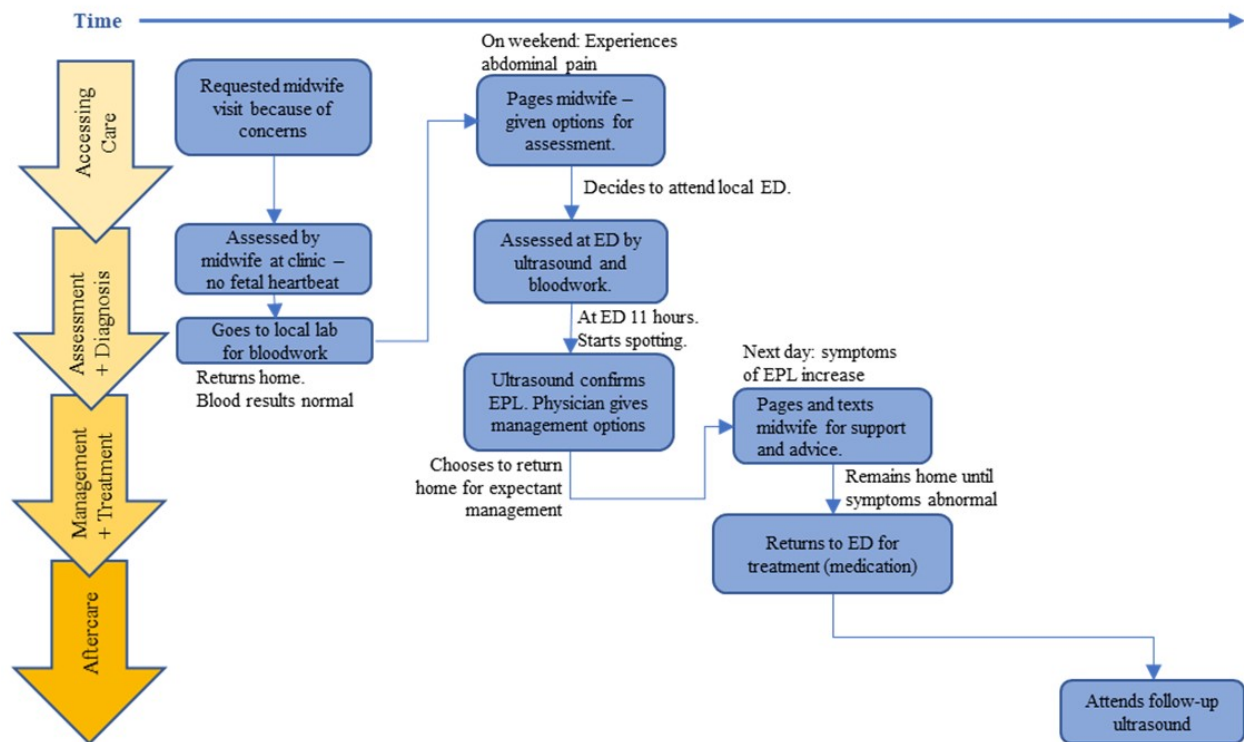 Time
Accessing
Care
Assessment
+ Diagnosis
Management
+ Treatment
Aftercare
Requested midwife
visit because of
concerns
Assessed by
midwife at clinic –
no fetal heartbeat
Goes to local lab
for bloodwork
Returns home.
Blood results normal
On weekend: Experiences
abdominal pain
Pages midwife –
given options for
assessment.
Decides to attend local ED.
Assessed at ED by
ultrasound and
bloodwork.
At ED 11 hours.
Starts spotting.
Ultrasound confirms
EPL. Physician gives
management options
Chooses to return
home for expectant
management
Next day: symptoms
of EPL increase
Pages and texts
midwife for support
and advice.
Remains home until
symptoms abnormal
Returns to ED for
treatment (medication)
Attends follow-up
ultrasound